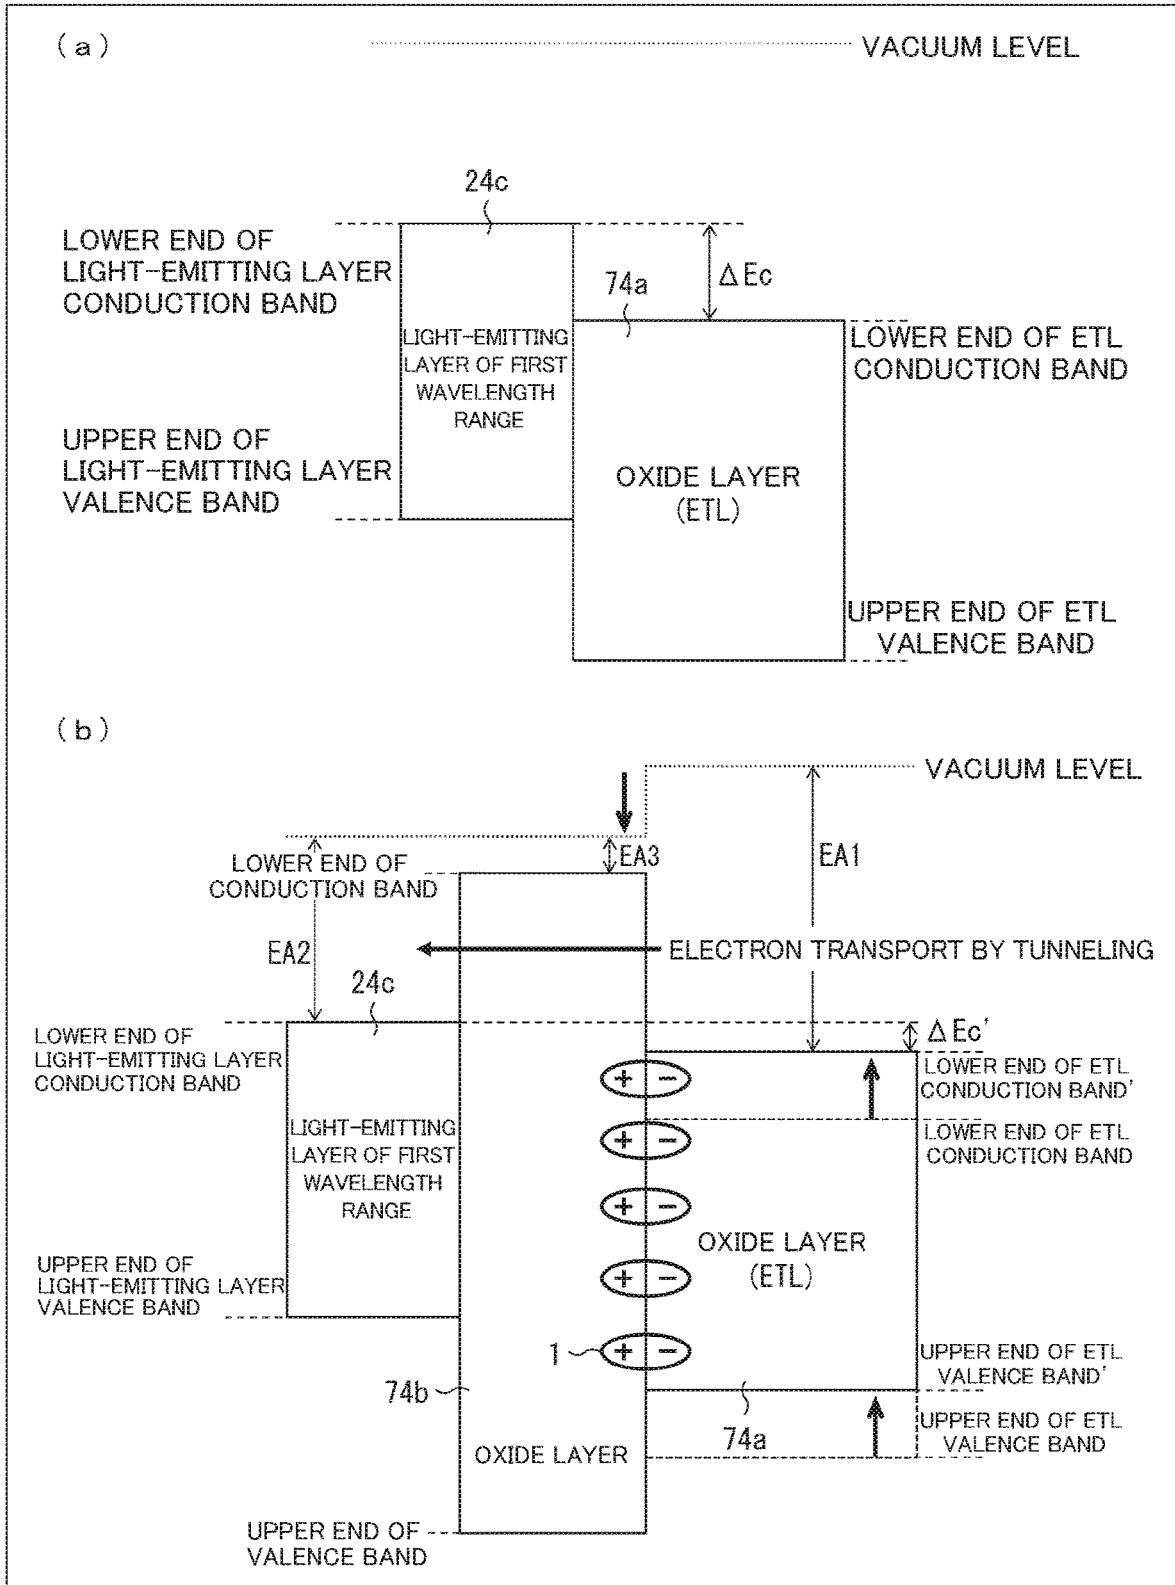 (a)
VACUUM LEVEL
24c
LOWER END OF
LIGHT-EMITTING LAYER
CONDUCTION BAND
ΔEc
74a
LIGHT-EMITTING
LAYER OF FIRST
WAVELENGTH
RANGE
LOWER END OF ETL
CONDUCTION BAND
UPPER END OF
LIGHT-EMITTING LAYER
VALENCE BAND
OXIDE LAYER
(ETL)
UPPER END OF ETL
VALENCE BAND
(b)
VACUUM LEVEL
LOWER END OF
CONDUCTION BAND
EA3
EA1
EA2
ELECTRON TRANSPORT BY TUNNELING
24c
LOWER END OF
LIGHT-EMITTING LAYER
CONDUCTION BAND
ΔEc'
LOWER END OF ETL
CONDUCTION BAND'
+ −
LIGHT-EMITTING
LAYER OF FIRST
WAVELENGTH
RANGE
+ −
LOWER END OF ETL
CONDUCTION BAND
+ −
OXIDE LAYER
(ETL)
UPPER END OF
LIGHT-EMITTING LAYER
VALENCE BAND
+ −
1
+ −
UPPER END OF ETL
VALENCE BAND'
74b
74a
UPPER END OF ETL
VALENCE BAND
OXIDE LAYER
UPPER END OF
VALENCE BAND